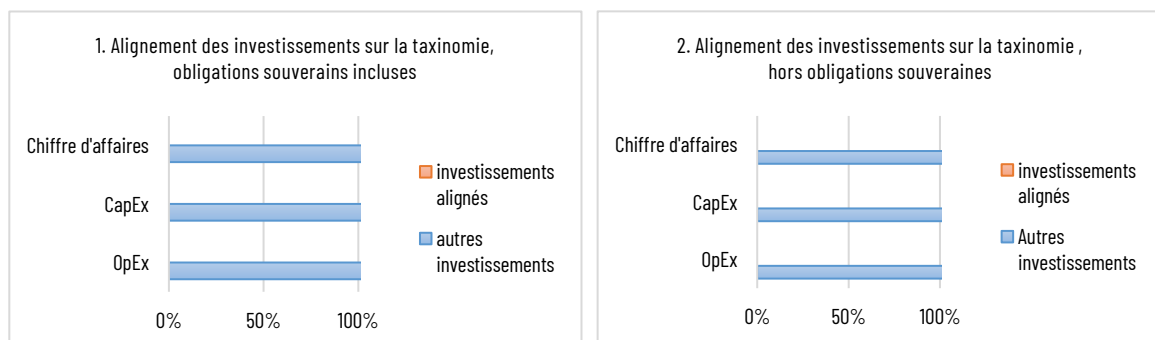 1. Alignement des investissements sur la taxinomie,
obligations souverains incluses
Chiffre d'affaires
CapEx
OpEx
0%
50%
100%
investissements
alignés
autres
investissements
2. Alignement des investissements sur la taxinomie ,
hors obligations souveraines
Chiffre d'affaires
CapEx
OpEx
0%
50%
100%
investissements
alignés
Autres
investissements